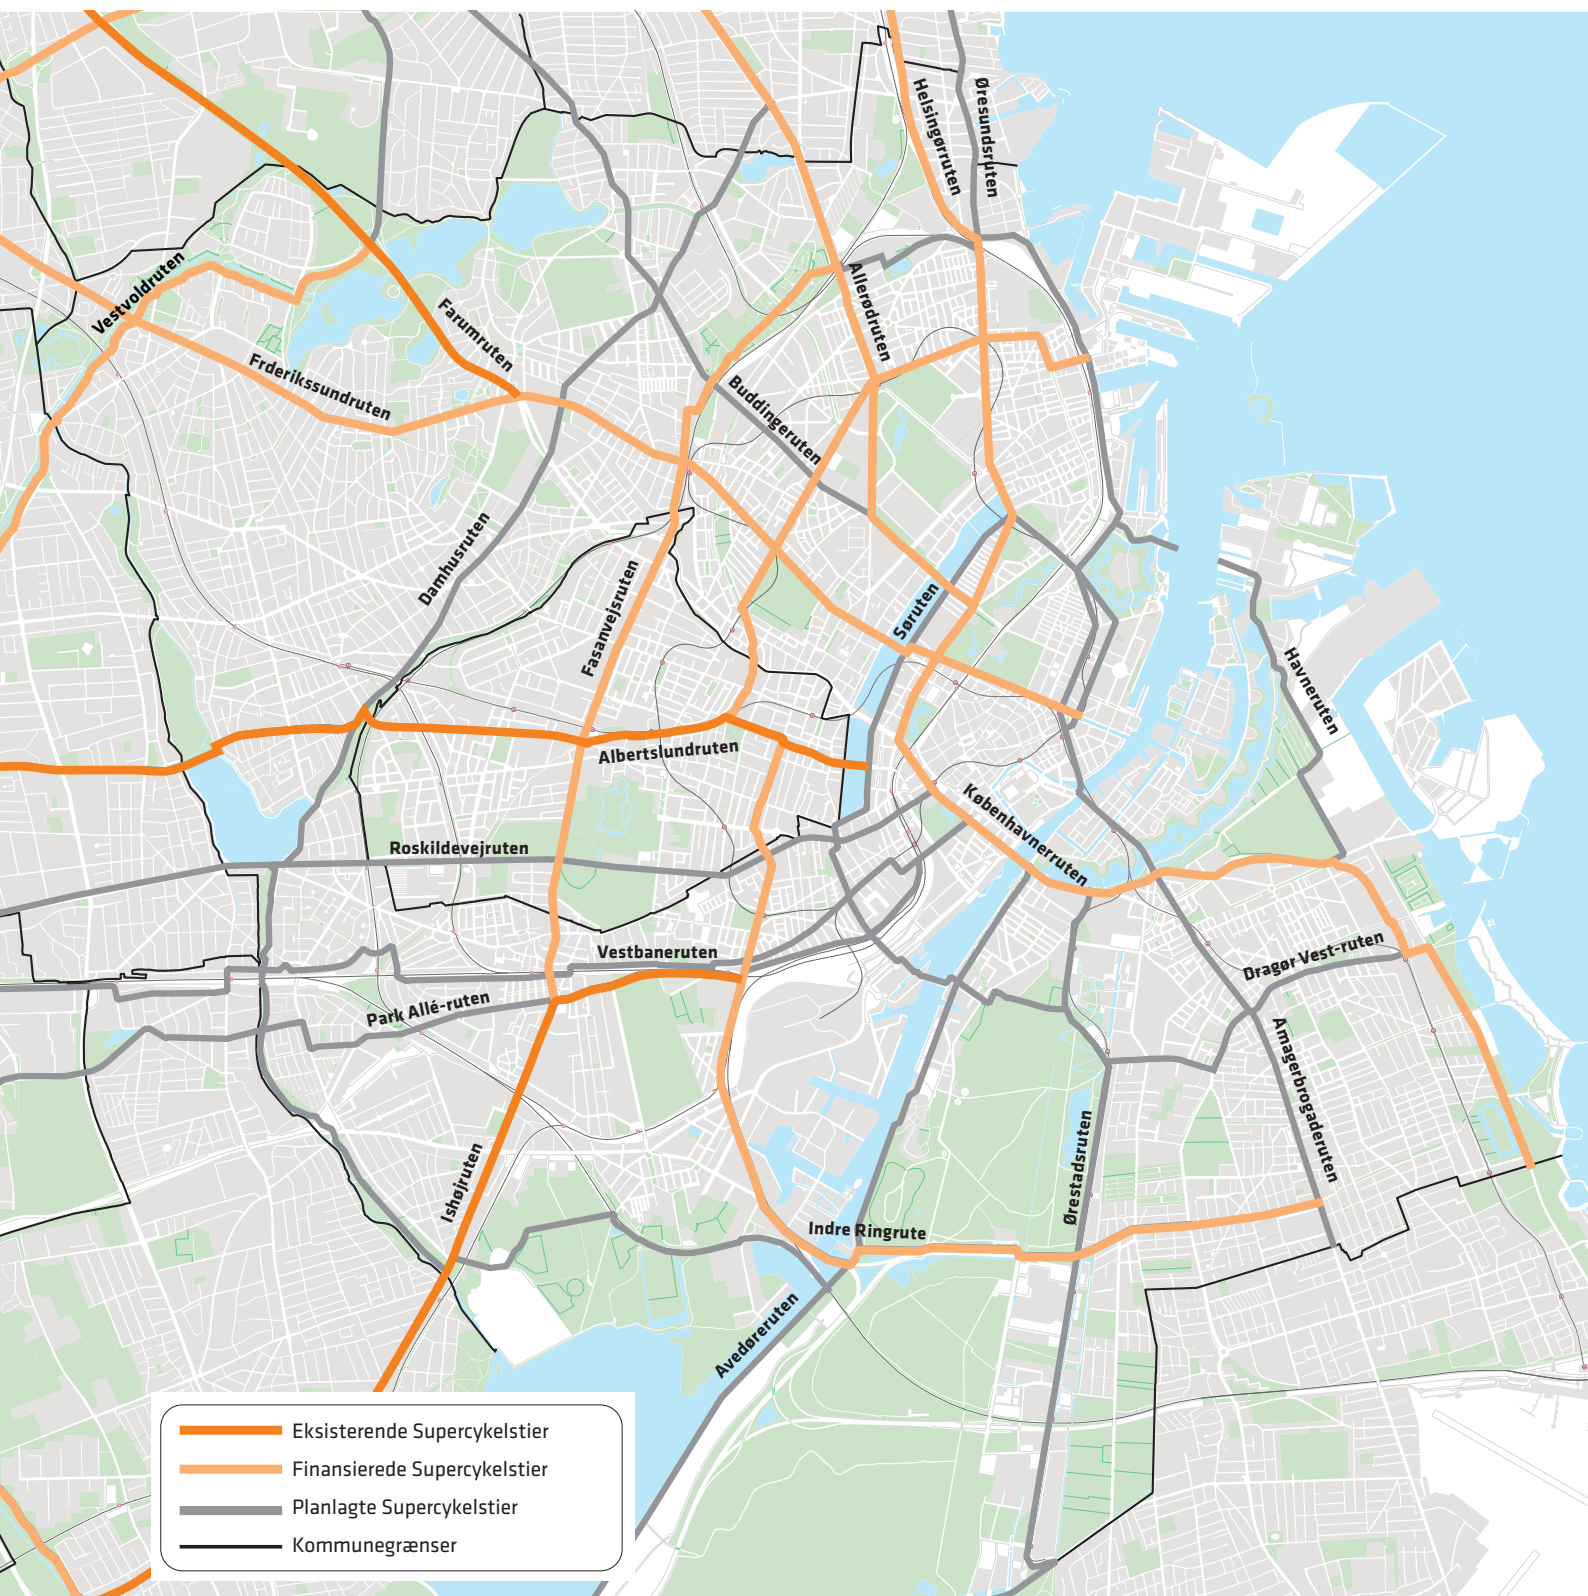 Helsingørruten
Øresundsruten
Vestvoldruten
Allerødruten
Farumruten
Frderikssundruten
Buddingeruten
Damhusruten
Fasanvejsruten
Søruten
Havneruten
Albertslundruten
Københavnerruten
Roskildevejruten
Vestbaneruten
Dragør Vest-ruten
Park Allé-ruten
Amagerbrogaderuten
Ishøjruten
Ørestadsruten
Indre Ringrute
Avedøreruten
Eksisterende Supercykelstier
Finansierede Supercykelstier
Planlagte Supercykelstier
Kommunegrænser